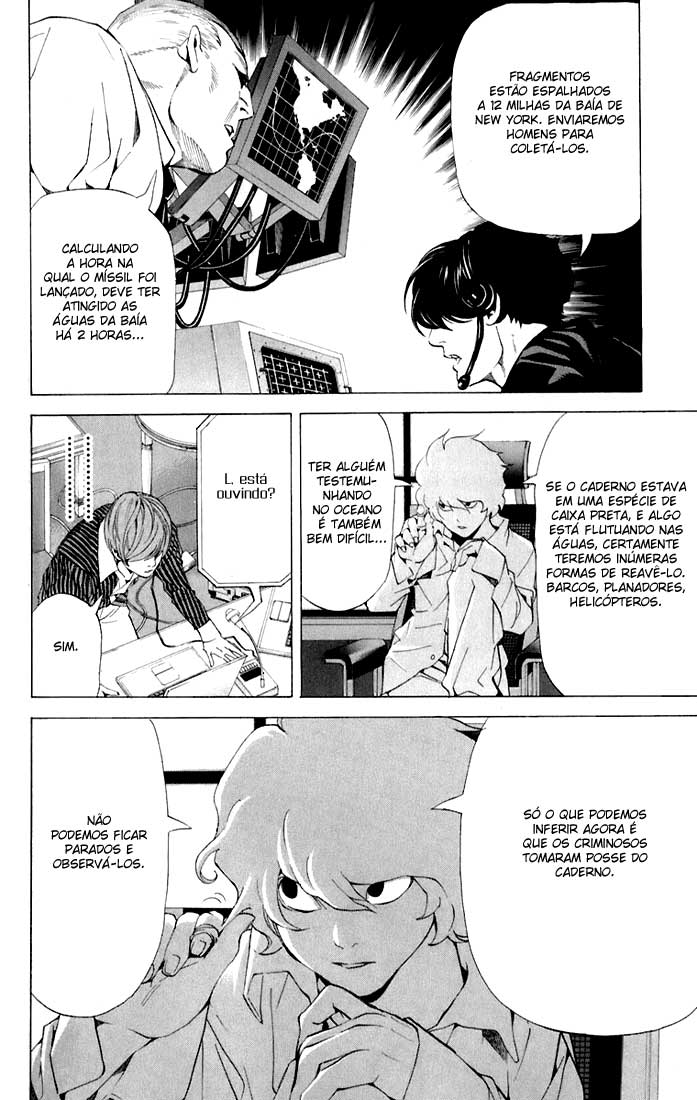 FRAGMENTOS
ESTÃO ESPALHADOS
A 12 MILHAS DA BAÍA DE
NEW YORK. ENVIAREMOS
HOMENS PARA
COLETÁ-LOS.
CALCULANDO
A HORA NA
QUAL O MÍSSIL FOI
LANÇADO, DEVE TER
ATINGIDO AS
ÁGUAS DA BAÍA
HÁ 2 HORAS...
SE O CADERNO ESTAVA
EM UMA ESPÉCIE DE
CAIXA PRETA, E ALGO
ESTÁ FLUTUANDO NAS
ÁGUAS, CERTAMENTE
TEREMOS INÚMERAS
FORMAS DE REAVÊ-LO.
BARCOS, PLANADORES,
HELICÓPTEROS.
TER ALGUÉM
TESTEMU-
NHANDO
NO OCEANO
É TAMBÉM
BEM DIFÍCIL...
L, está
ouvindo?
SIM.
SÓ O QUE PODEMOS
INFERIR AGORA É
QUE OS CRIMINOSOS
TOMARAM POSSE DO
CADERNO.
NÃO
PODEMOS FICAR
PARADOS E
OBSERVÁ-LOS.